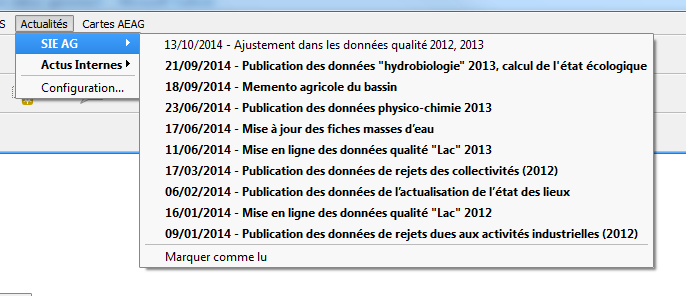 S Actualités Cartes AEAG
SIE AG
Actus Internes
Configuration...
13/10/2014 - Ajustement dans les données qualité 2012, 2013
21/09/2014 - Publication des données "hydrobiologie" 2013, calcul de l'état écologique
18/09/2014 - Memento agricole du bassin
23/06/2014 - Publication des données physico-chimie 2013
17/06/2014 - Mise à jour des fiches masses d’eau
11/06/2014 - Mise en ligne des données qualité "Lac" 2013
17/03/2014 - Publication des données de rejets des collectivités (2012)
06/02/2014 - Publication des données de l’actualisation de l’état des lieux
16/01/2014 - Mise en ligne des données qualité "Lac" 2012
09/01/2014 - Publication des données de rejets dues aux activités industrielles (2012)
Marquer comme lu